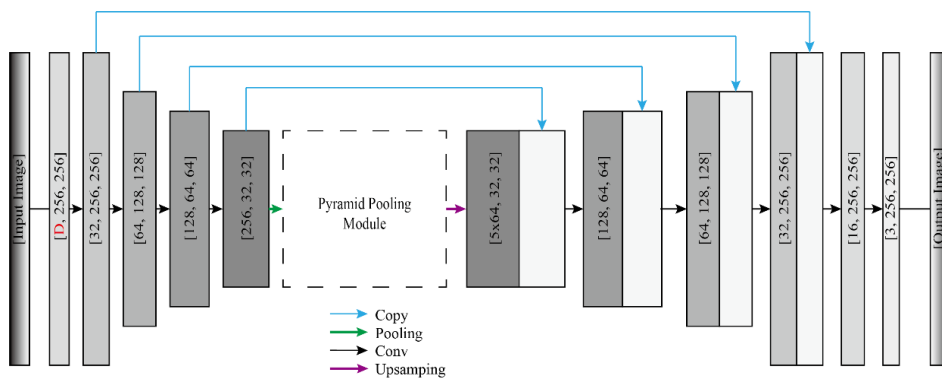 [Input Image]
[D, 256, 256]
[32, 256, 256]
[64, 128, 128]
[128, 64, 64]
[256, 32, 32]
Pyramid Pooling
Module
[5x64, 32, 32]
[128, 64, 64]
[64, 128, 128]
[32, 256, 256]
[16, 256, 256]
[3, 256, 256]
[Output Image]
Copy
Pooling
Conv
Upsamping